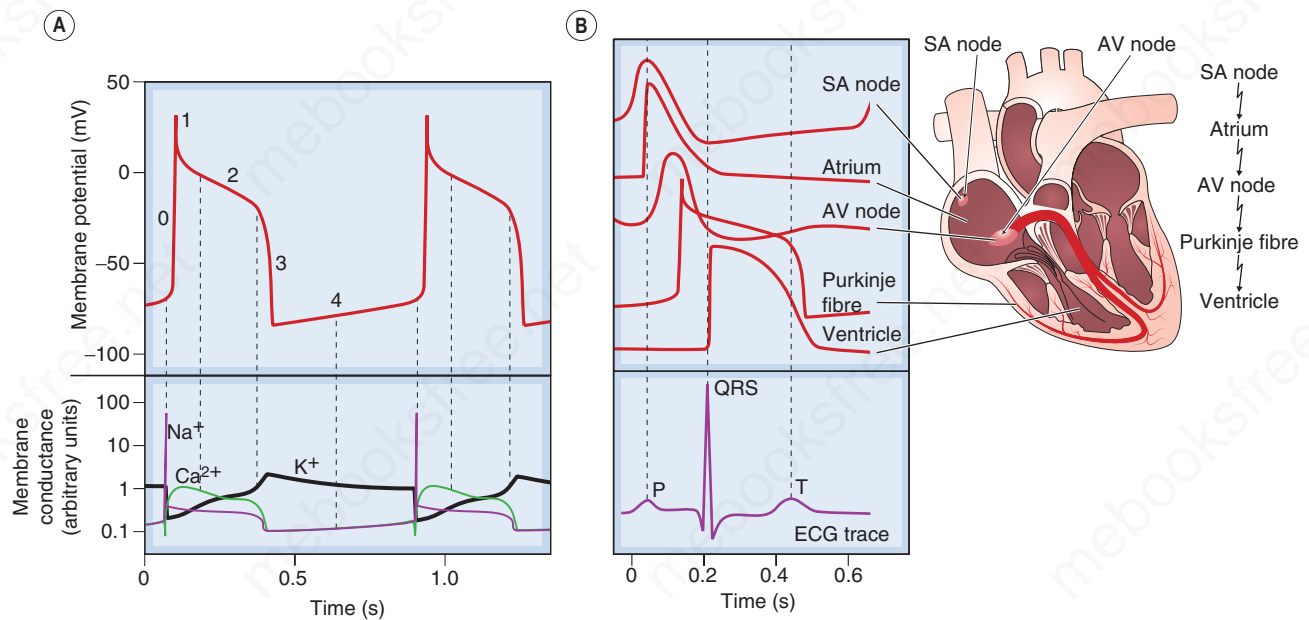 A
Membrane potential (mV)
50
0
−50
−100
1
2
0
3
4
Membrane
conductance
(arbitrary units)
100
10
1
0.1
Na+
Ca2+
K+
0
0.5
1.0
Time (s)
B
SA node
Atrium
AV node
Purkinje
fibre
Ventricle
QRS
P
T
ECG trace
0
0.2
0.4
0.6
Time (s)
SA node
AV node
SA node
Atrium
AV node
Purkinje fibre
Ventricle
mebooksfree.net